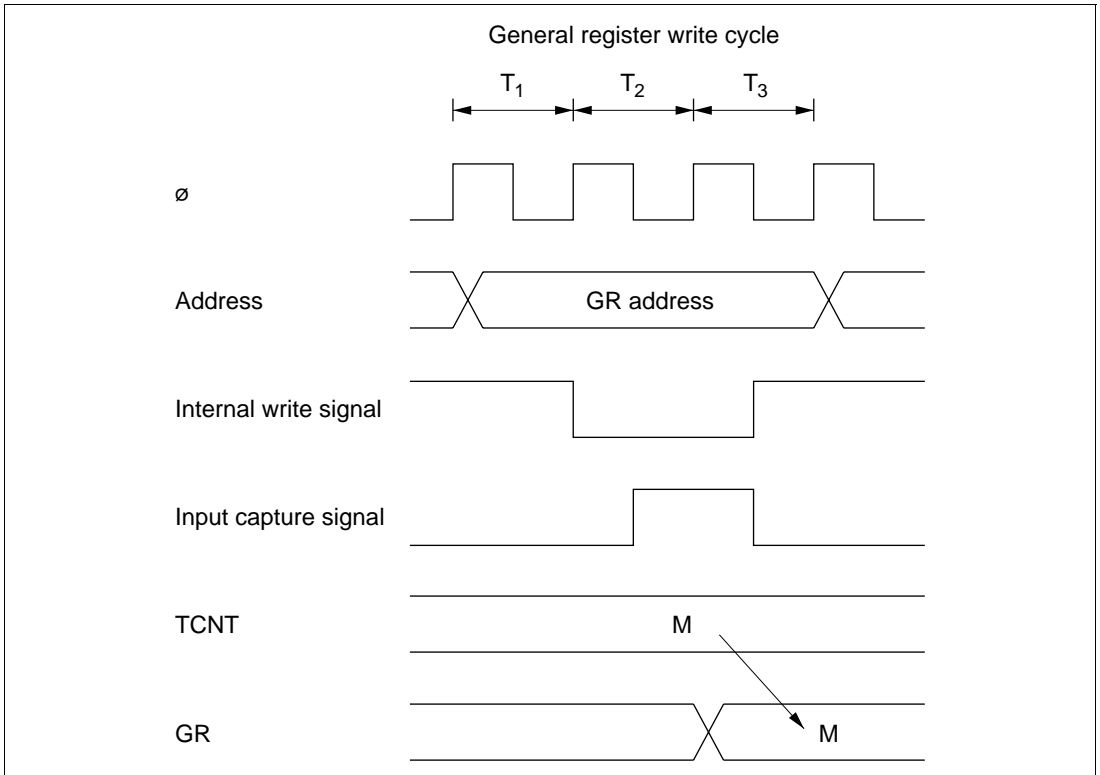 General register write cycle
T1 T2 T3
ø
Address
GR address
Internal write signal
Input capture signal
TCNT
M
GR
M